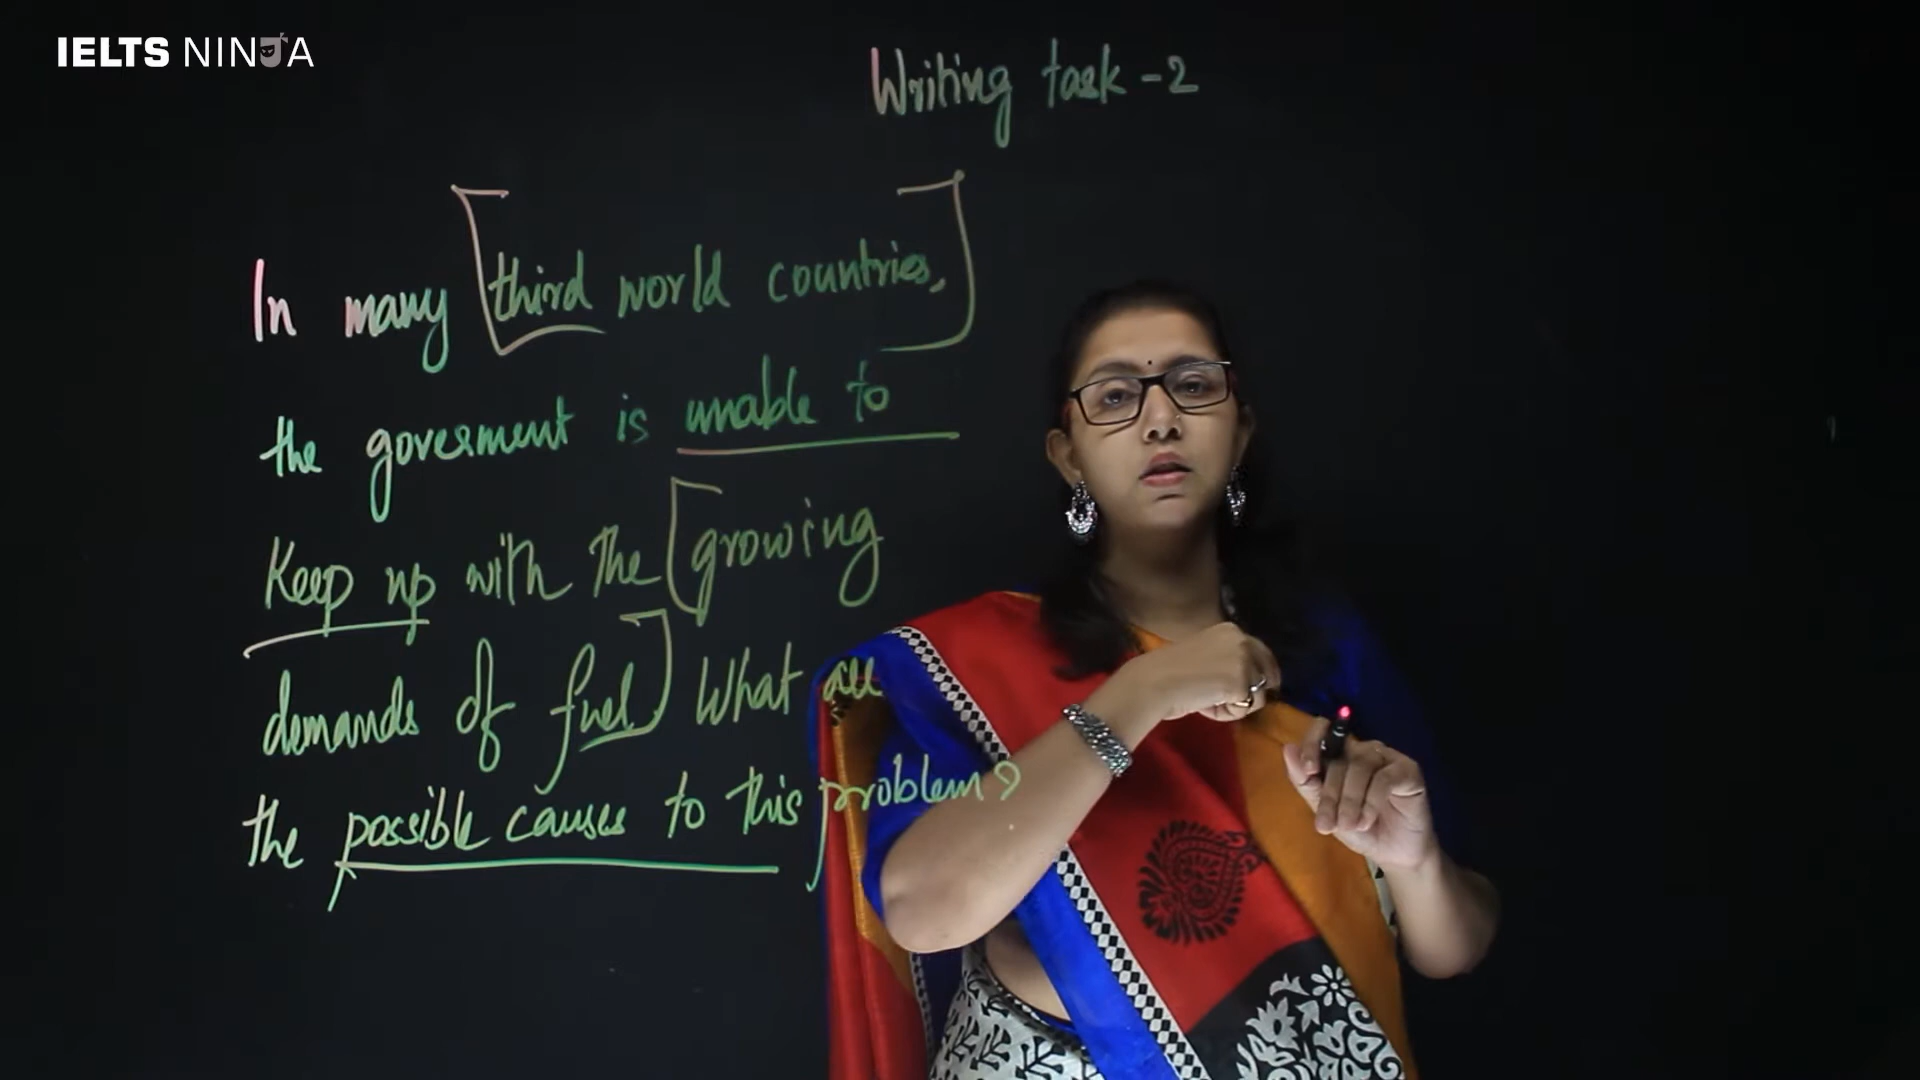 IELTS NINJA
Writing task -2
In many [third world countries,]
the goverment is unable to
Keep up with the [growing
demands of fuel] What are
the possible causes to this problem?